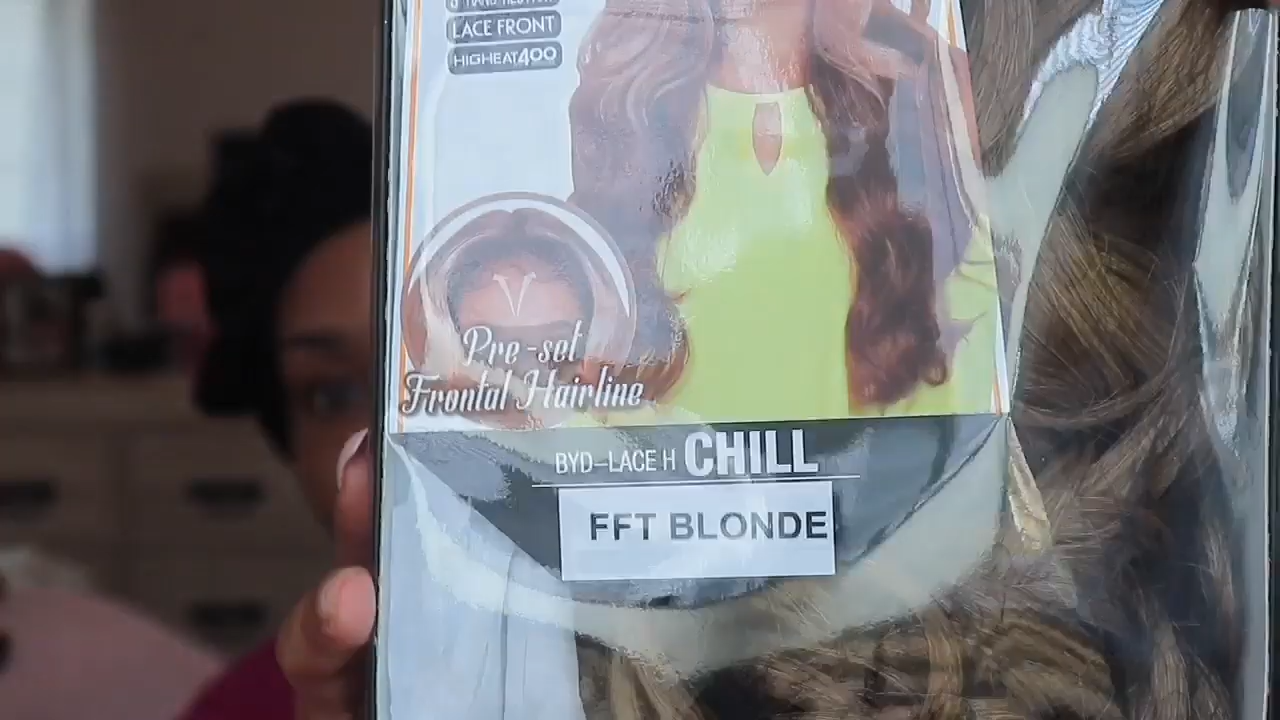 LACE FRONT
HIGHEAT400
Pre-set
Frontal Hairline
BYD-LACE H CHILL
FFT BLONDE